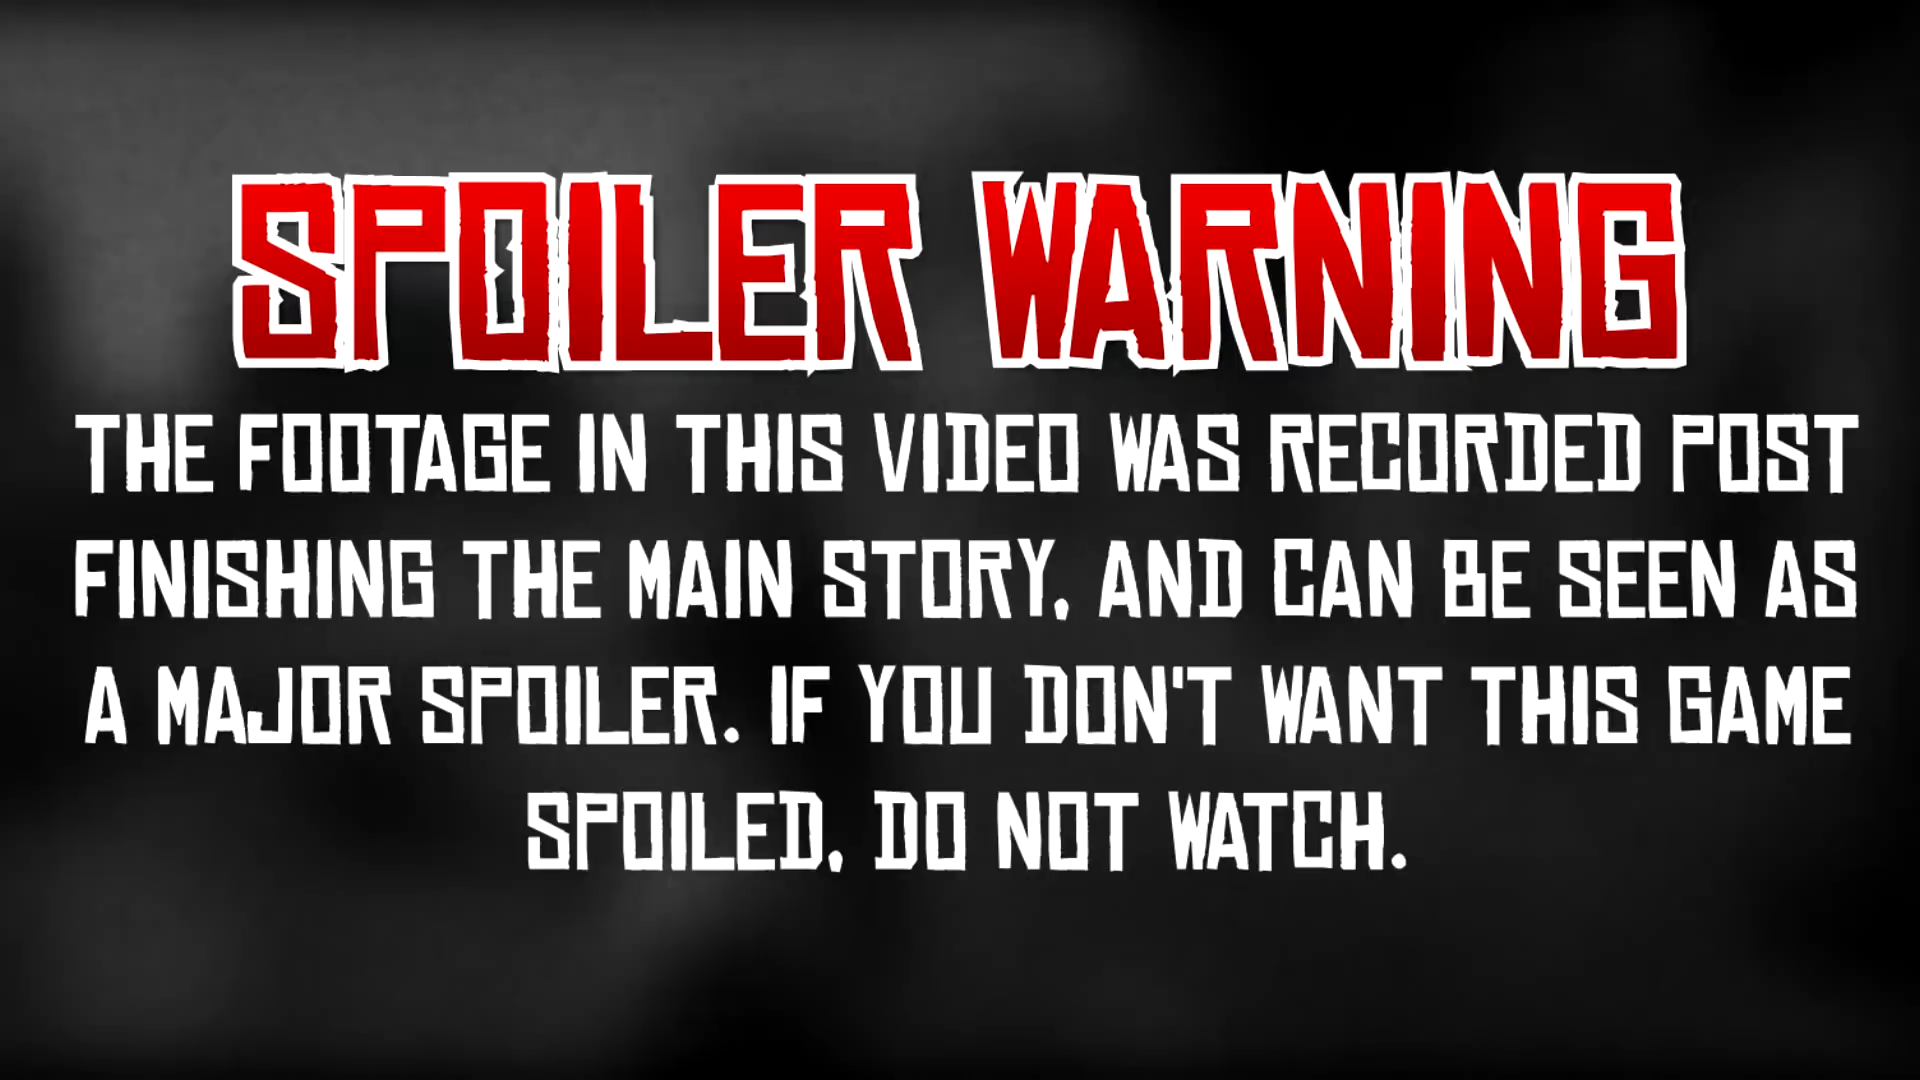 SPOILER WARNING
THE FOOTAGE IN THIS VIDEO WAS RECORDED POST
FINISHING THE MAIN STORY, AND CAN BE SEEN AS
A MAJOR SPOILER. IF YOU DON'T WANT THIS GAME
SPOILED, DO NOT WATCH.